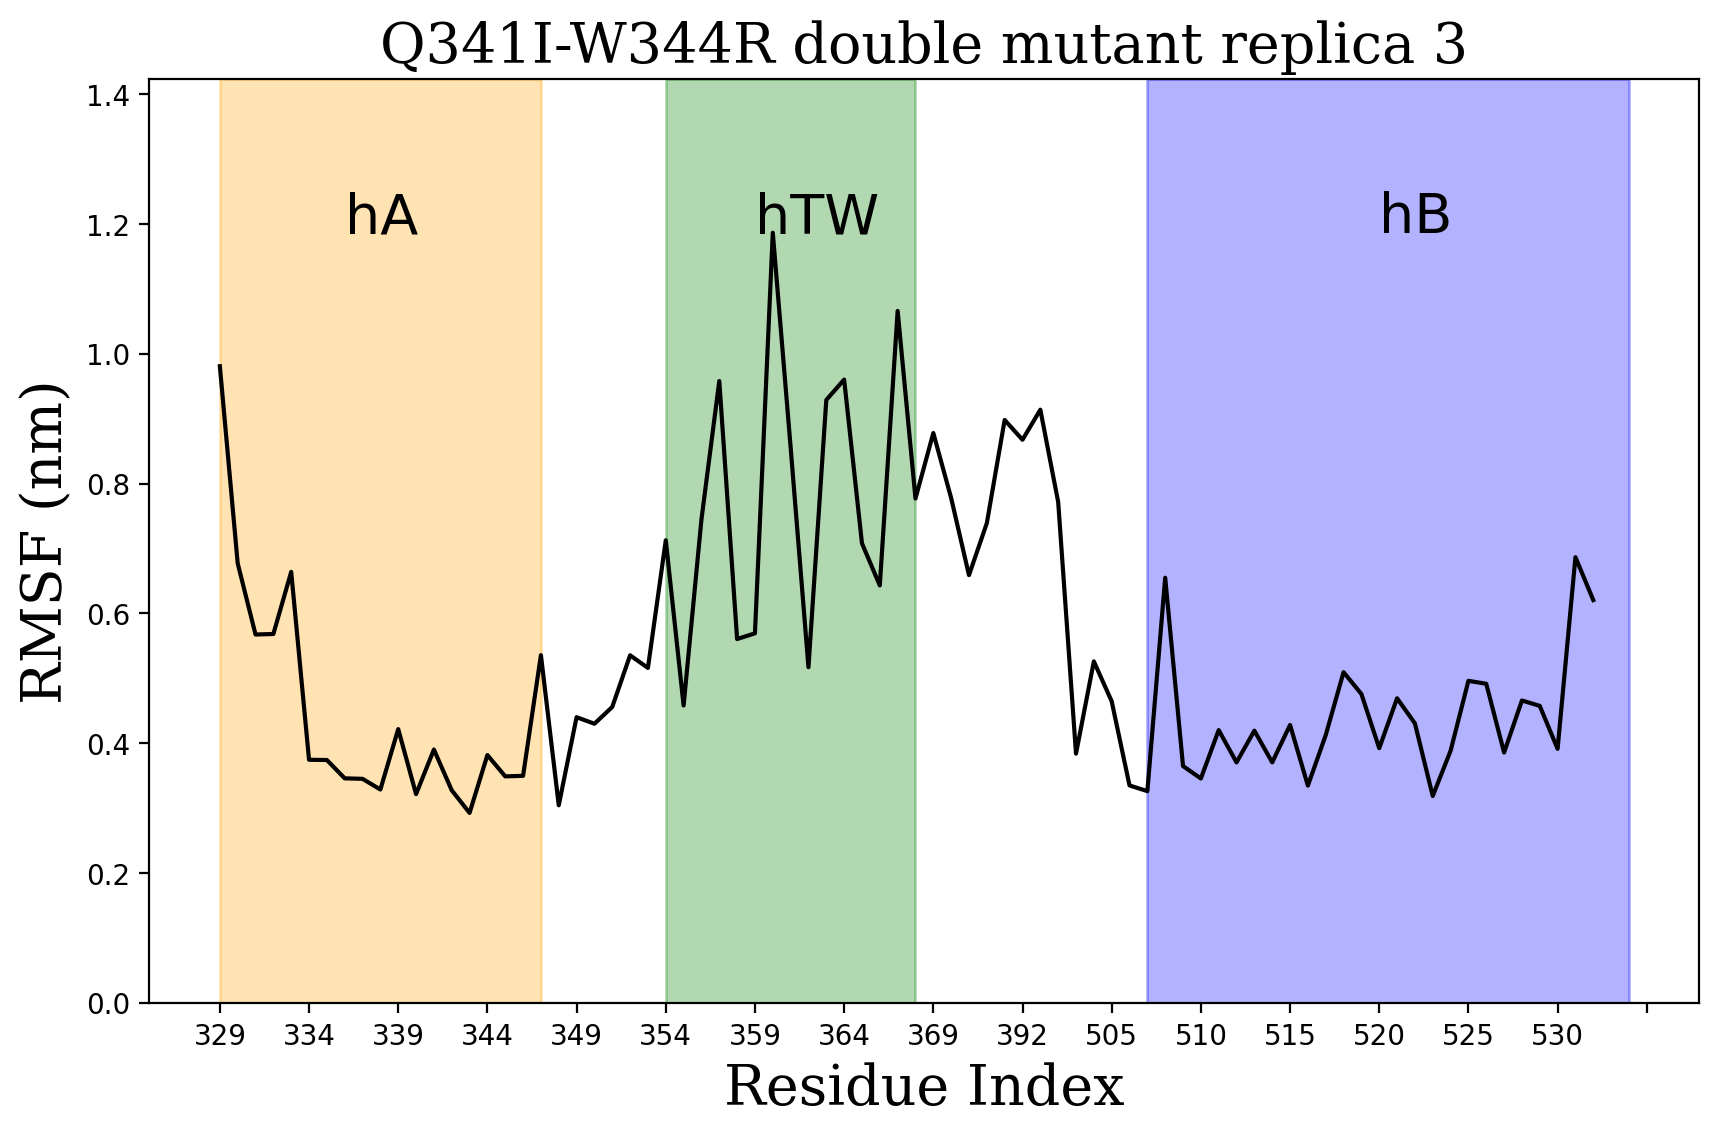 Q341I-W344R double mutant replica 3
1.4
1.2
1.0
0.8
0.6
0.4
0.2
0.0
RMSF (nm)
hA
hTW
hB
329 334 339 344 349 354 359 364 369 392 505 510 515 520 525 530
Residue Index